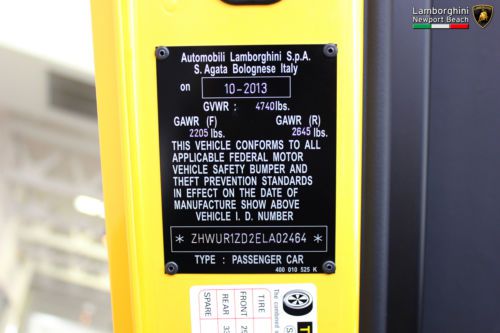 Lamborghini
Newport Beach
Automobili Lamborghini S.p.A.
S. Agata Bolognese Italy
on 10-2013
GVWR : 4740lbs.
GAWR (F) GAWR (R)
2205 lbs. 2645 lbs.
THIS VEHICLE CONFORMS TO ALL
APPLICABLE FEDERAL MOTOR
VEHICLE SAFETY BUMPER AND
THEFT PREVENTION STANDARDS
IN EFFECT ON THE DATE OF
MANUFACTURE SHOW ABOVE
VEHICLE I. D. NUMBER
* ZHWUR1ZD2ELA02464 *
TYPE : PASSENGER CAR
400 010 525 K
The combined
TIRE
FRONT
REAR
SPARE